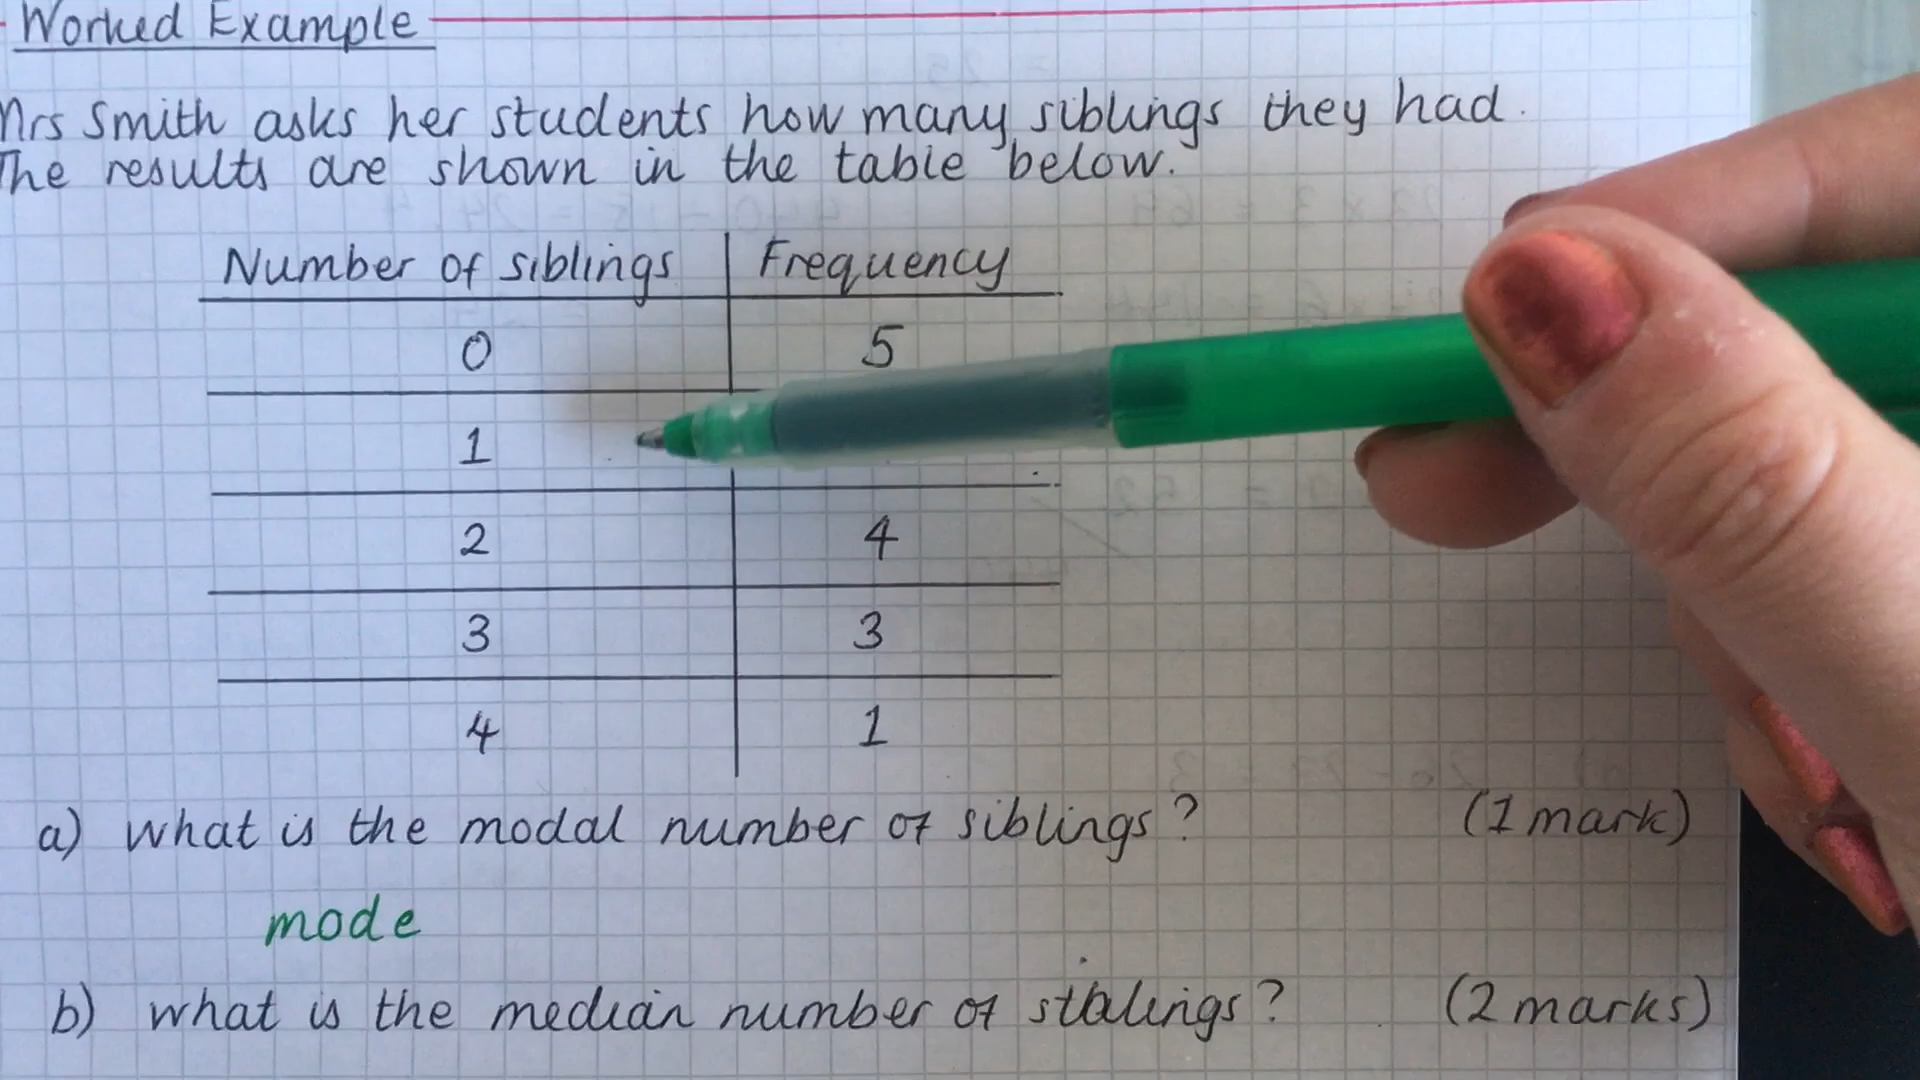 Worked Example
Mrs Smith asks her students how many siblings they had.
The results are shown in the table below.
Number of siblings Frequency
0 5
1
2 4
3 3
4 1
a) What is the modal number of siblings? (1 mark)
mode
b) What is the median number of siblings? (2 marks)